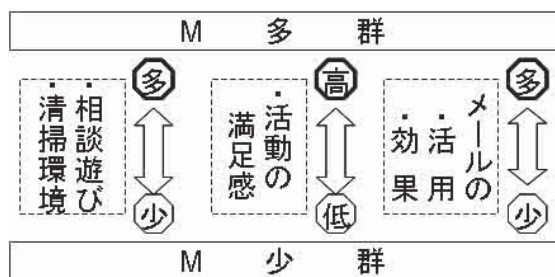 M 多 群
・相談遊び
・清掃環境
多
少
・活動の
満足感
高
低
メールの
・活用
・効果
多
少
M 少 群